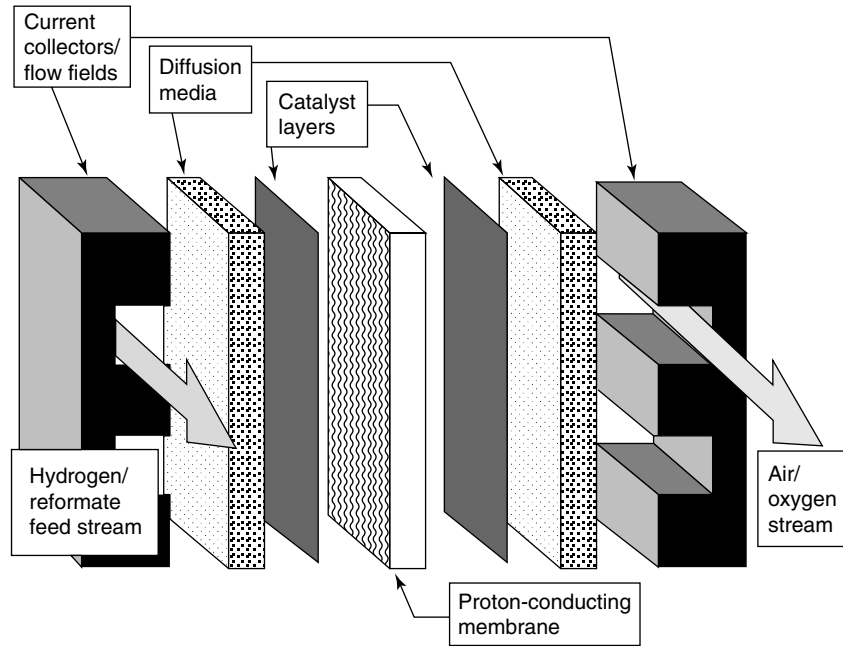 Current
collectors/
flow fields
Diffusion
media
Catalyst
layers
Hydrogen/
reformate
feed stream
Air/
oxygen
stream
Proton-conducting
membrane